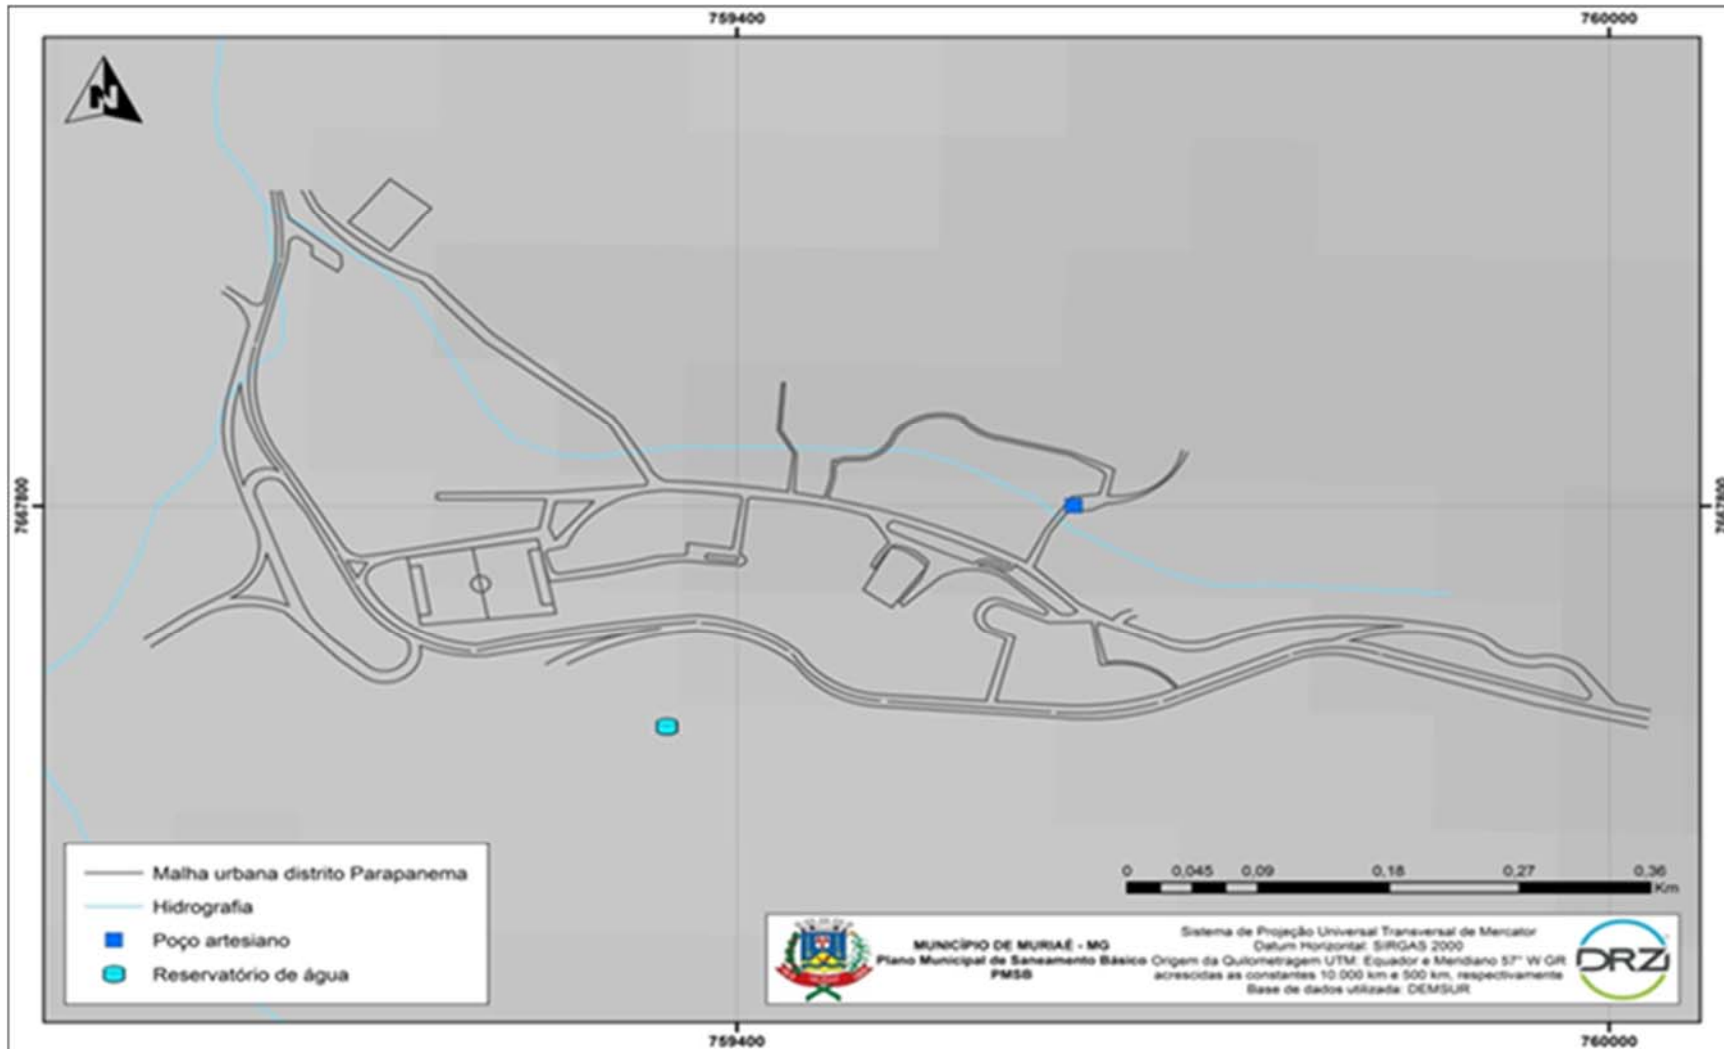 759400
760000
N
7667800
7667800
Malha urbana distrito Parapanema
Hidrografia
Poço artesiano
Reservatório de água
0
0,045
0,09
0,18
0,27
0,36
Km
MUNICÍPIO DE MURIAÉ - MG
Plano Municipal de Saneamento Básico
PMSB
Sistema de Projeção Universal Transversal de Mercator
Datum Horizontal: SIRGAS 2000
Origem da Quilometragem UTM: Equador e Meridiano 57° W GR
acrescidas as constantes 10.000 km e 500 km, respectivamente
Base de dados utilizada: DEMSUR
DRZ
759400
760000